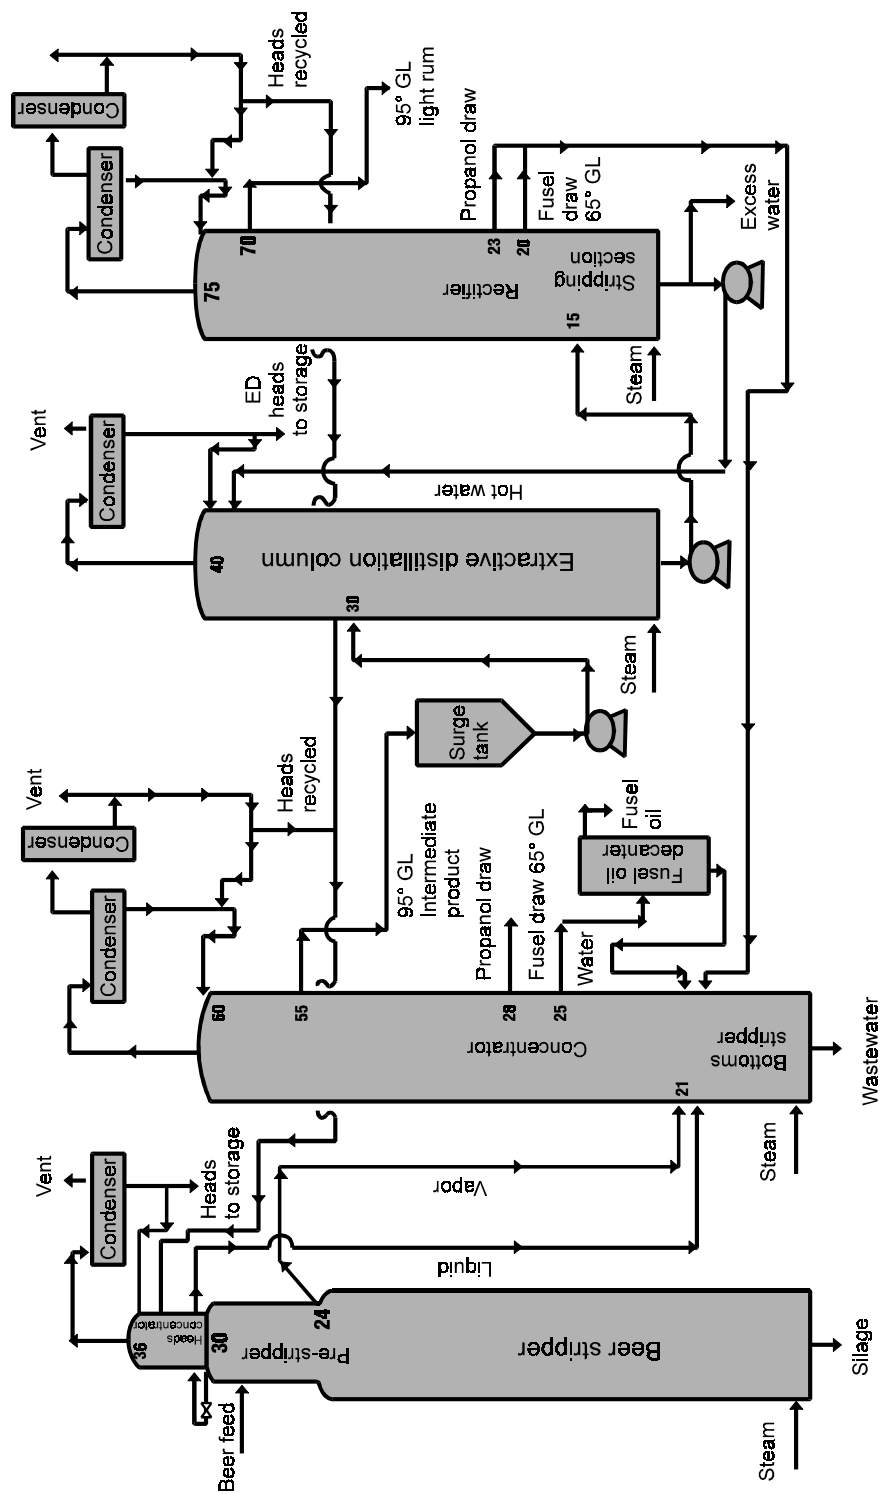 Vent
Condenser
Heads
to storage
36
Heads
concentrator
30
Pre-stripper
24
Beer feed
Beer stripper
Steam
Silage
Liquid
Vapor
Vent
Condenser
Condenser
Heads
recycled
60
55
95° GL
Intermediate
product
Concentrator
28
Propanol draw
25
Fusel draw 65° GL
Water
Fusel oil
decanter
Fusel
oil
21
Bottoms
stripper
Steam
Wastewater
Surge
tank
Vent
Condenser
ED
heads
to storage
40
30
Extractive distillation column
Hot water
Steam
Condenser
Condenser
Heads
recycled
75
70
95° GL
light rum
Rectifier
23
Propanol draw
20
Fusel
draw
65° GL
15
Stripping
section
Steam
Excess
water